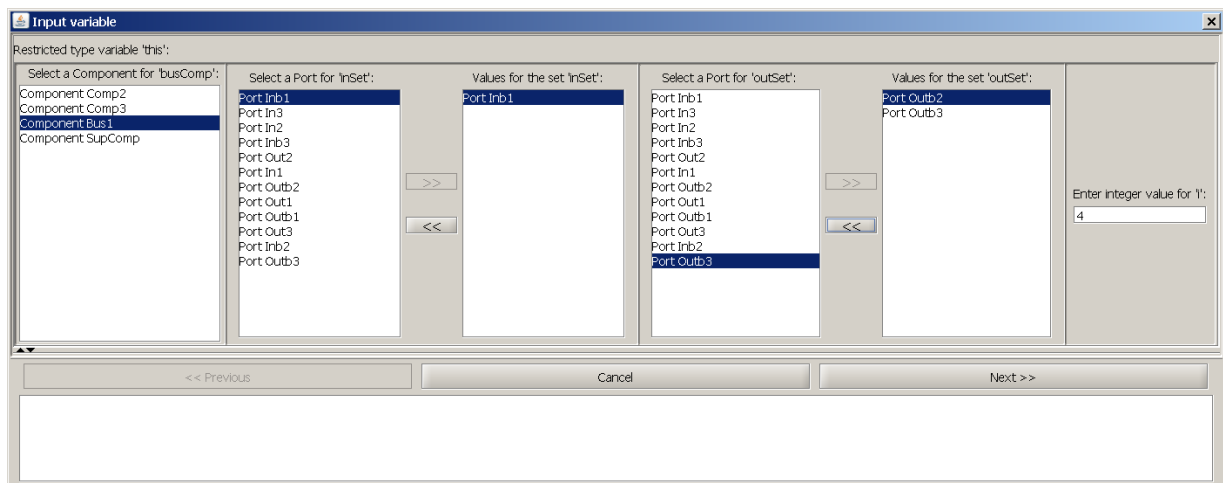 Input variable
Restricted type variable 'this':
Select a Component for 'busComp':
Component Comp2
Component Comp3
Component Bus1
Component SupComp
Select a Port for 'inSet':
Port Inb1
Port In3
Port In2
Port Inb3
Port Out2
Port In1
Port Outb2
Port Out1
Port Outb1
Port Out3
Port Inb2
Port Outb3
>>
<<
Values for the set 'inSet':
Port Inb1
Select a Port for 'outSet':
Port Inb1
Port In3
Port In2
Port Inb3
Port Out2
Port In1
Port Outb2
Port Out1
Port Outb1
Port Out3
Port Inb2
Port Outb3
>>
<<
Values for the set 'outSet':
Port Outb2
Port Outb3
Enter integer value for 'i':
4
<< Previous
Cancel
Next >>